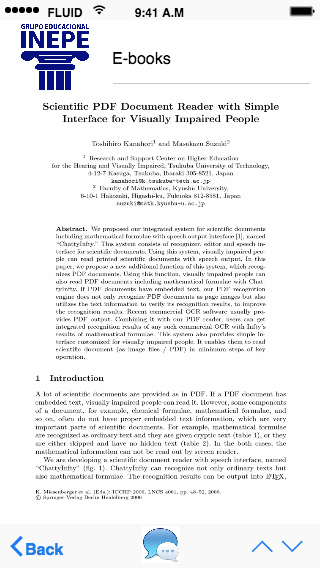 FLUID 9:41 A.M
GRUPO EDUCACIONAL
INEPE
E-books
Scientific PDF Document Reader with Simple
Interface for Visually Impaired People
Toshihiro Kanahori¹ and Masakazu Suzuki²
¹ Research and Support Center on Higher Education
for the Hearing and Visually Impaired, Tsukuba University of Technology,
4-12-7 Kasuga, Tsukuba, Ibaraki 305-8521, Japan
kanahori@k.tsukuba-tech.ac.jp
² Faculty of Mathematics, Kyushu University,
6-10-1 Hakozaki, Higashi-ku, Fukuoka 812-8581, Japan
suzuki@math.kyushu-u.ac.jp
Abstract. We proposed our integrated system for scientific documents
including mathematical formulae with speech output interface [1], named
"ChattyInfty." This system consists of recognizer, editor and speech in-
terface for scientific documents. Using this system, visually impaired peo-
ple can read printed scientific documents with speech output. In this
paper, we propose a new additional function of this system, which recog-
nizes PDF documents. Using this function, visually impaired people can
also read PDF documents including mathematical formulae with Chat-
tyInfty. If PDF documents have embedded text, our PDF recognition
engine does not only recognize PDF documents as page images but also
utilizes the text information to verify its recognition results, to improve
the recognition results. Recent commercial OCR software usually pro-
vides PDF output. Combining it with our PDF reader, users can get
integrated recognition results of any such commercial OCR with Infty's
results of mathematical formulae. This system also provides simple in-
terface customized for visually impaired people. It enables them to read
scientific document (as image files / PDF) in minimum steps of key
operation.
1 Introduction
A lot of scientific documents are provided as in PDF. If a PDF document has
embedded text, visually impaired people can read it. However, some components
of a document, for example, chemical formulae, mathematical formulae, and
so on, often do not have proper embedded text information, which are very
important parts of scientific documents. For example, mathematical formulae
are recognized as ordinary text and they are given cryptic text (table 1), or they
are either skipped and have no hidden text (table 2). In the both cases, the
mathematical information can not be read out by screen reader.
We are developing a scientific document reader with speech interface, named
"ChattyInfty" (fig. 1). ChattyInfty can recognize not only ordinary texts but
also mathematical formulae. The recognition results can be output into LATEX,
K. Miesenberger et al. (Eds.): ICCHP 2006, LNCS 4061, pp. 48–52, 2006.
© Springer-Verlag Berlin Heidelberg 2006
Back